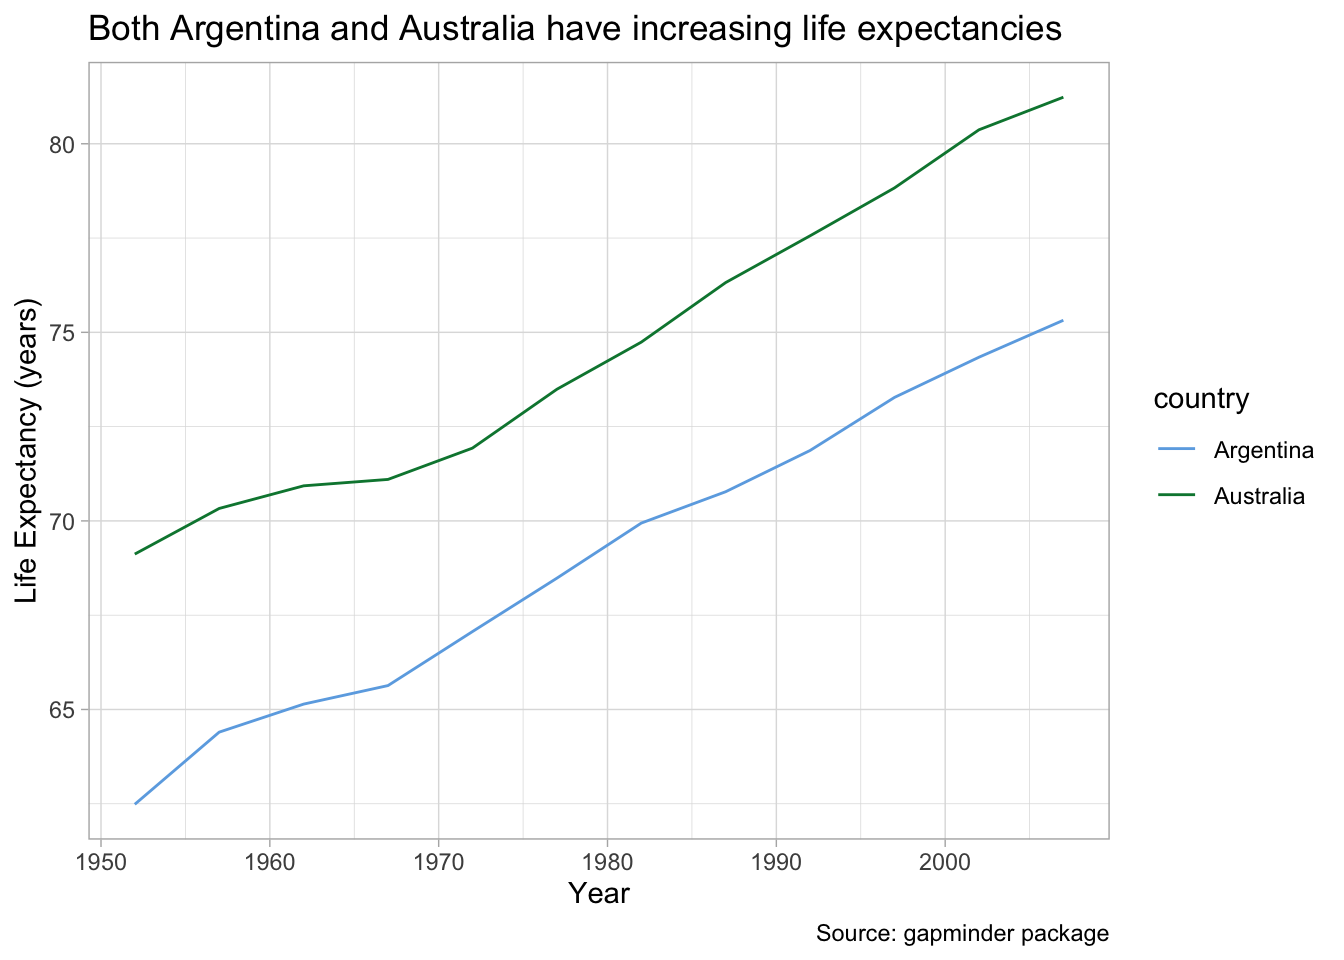 Both Argentina and Australia have increasing life expectancies
80
75
70
65
Life Expectancy (years)
1950 1960 1970 1980 1990 2000
Year
country
Argentina
Australia
Source: gapminder package